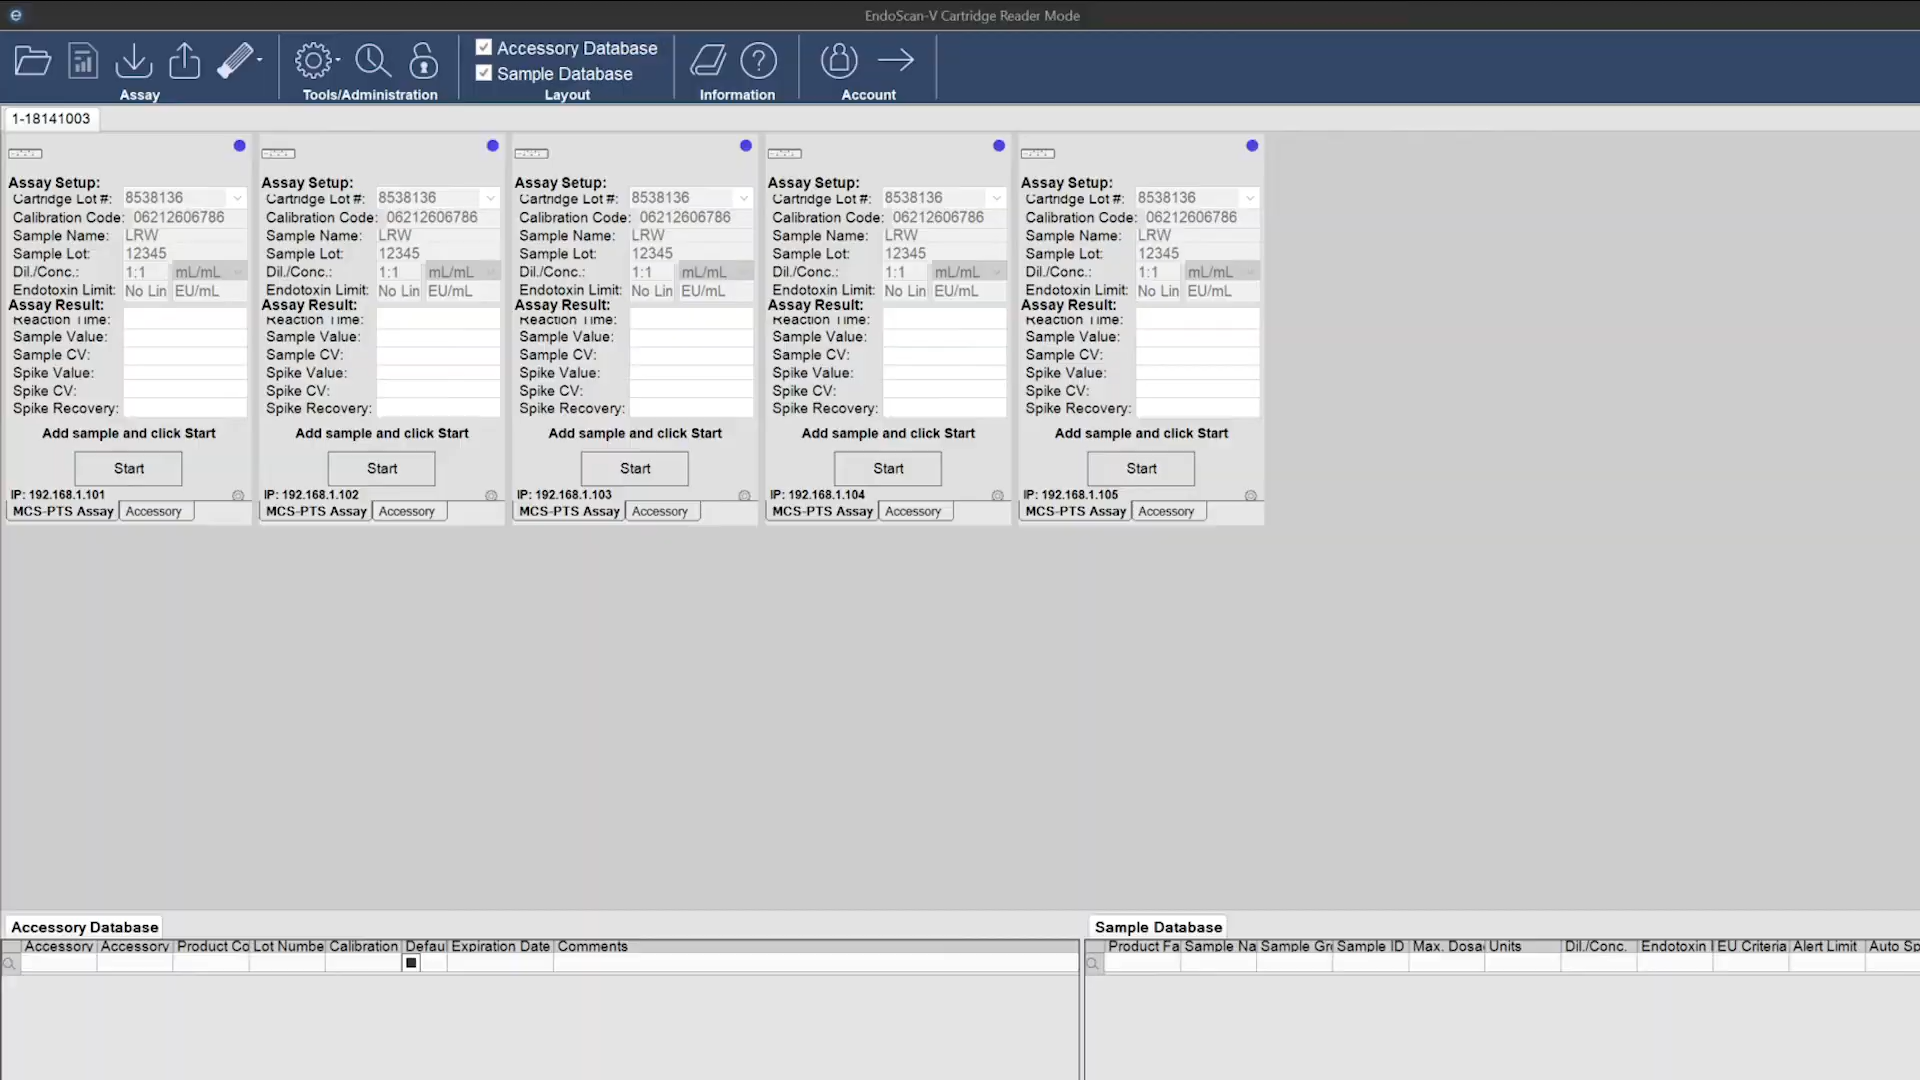 EndoScan-V Cartridge Reader Mode
Accessory Database
Sample Database
Assay
Tools/Administration
Layout
Information
Account
1-18141003
Assay Setup:
Cartridge Lot #: 8538136
Calibration Code: 06212606786
Sample Name: LRW
Sample Lot: 12345
Dil./Conc.: 1:1 mL/mL
Endotoxin Limit: No Lin EU/mL
Assay Result:
Reaction Time:
Sample Value:
Sample CV:
Spike Value:
Spike CV:
Spike Recovery:
Add sample and click Start
Start
IP: 192.168.1.101
MCS-PTS Assay Accessory
Assay Setup:
Cartridge Lot #: 8538136
Calibration Code: 06212606786
Sample Name: LRW
Sample Lot: 12345
Dil./Conc.: 1:1 mL/mL
Endotoxin Limit: No Lin EU/mL
Assay Result:
Reaction Time:
Sample Value:
Sample CV:
Spike Value:
Spike CV:
Spike Recovery:
Add sample and click Start
Start
IP: 192.168.1.102
MCS-PTS Assay Accessory
Assay Setup:
Cartridge Lot #: 8538136
Calibration Code: 06212606786
Sample Name: LRW
Sample Lot: 12345
Dil./Conc.: 1:1 mL/mL
Endotoxin Limit: No Lin EU/mL
Assay Result:
Reaction Time:
Sample Value:
Sample CV:
Spike Value:
Spike CV:
Spike Recovery:
Add sample and click Start
Start
IP: 192.168.1.103
MCS-PTS Assay Accessory
Assay Setup:
Cartridge Lot #: 8538136
Calibration Code: 06212606786
Sample Name: LRW
Sample Lot: 12345
Dil./Conc.: 1:1 mL/mL
Endotoxin Limit: No Lin EU/mL
Assay Result:
Reaction Time:
Sample Value:
Sample CV:
Spike Value:
Spike CV:
Spike Recovery:
Add sample and click Start
Start
IP: 192.168.1.104
MCS-PTS Assay Accessory
Assay Setup:
Cartridge Lot #: 8538136
Calibration Code: 06212606786
Sample Name: LRW
Sample Lot: 12345
Dil./Conc.: 1:1 mL/mL
Endotoxin Limit: No Lin EU/mL
Assay Result:
Reaction Time:
Sample Value:
Sample CV:
Spike Value:
Spike CV:
Spike Recovery:
Add sample and click Start
Start
IP: 192.168.1.105
MCS-PTS Assay Accessory
Accessory Database
Accessory Accessory Product Co Lot Numbe Calibration Defau Expiration Date Comments
Sample Database
Product Fa Sample Na Sample Gr Sample ID Max. Dosa Units Dil./Conc. Endotoxin EU Criteria Alert Limit Auto Sp